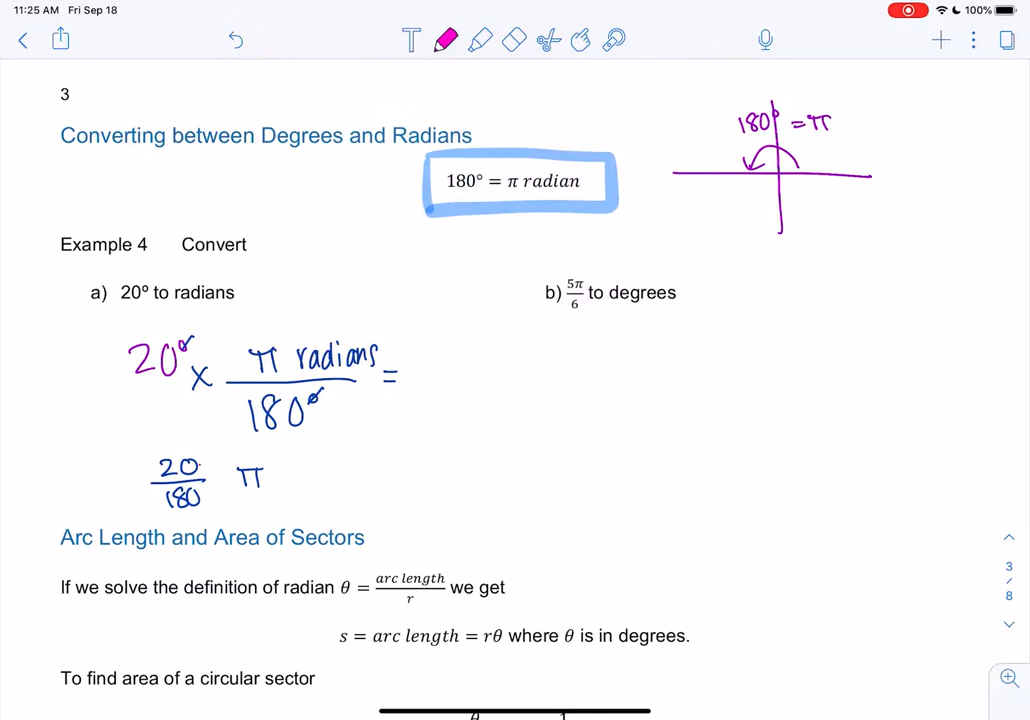 11:25 AM Fri Sep 18
100%
3
Converting between Degrees and Radians
180° = π
180° = π radian
Example 4 Convert
a) 20º to radians
b) 5π/6 to degrees
20° x π radians / 180° =
20/180 π
Arc Length and Area of Sectors
If we solve the definition of radian θ = arc length / r we get
s = arc length = rθ where θ is in degrees.
To find area of a circular sector
3
/
8